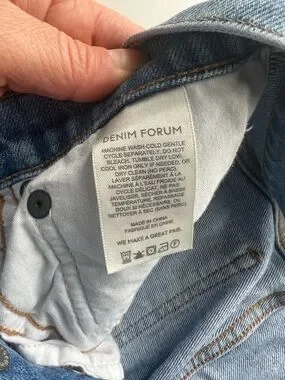 DENIM FORUM
MACHINE WASH COLD GENTLE
CYCLE SEPARATELY, DO NOT
BLEACH, TUMBLE DRY LOW,
COOL IRON ONLY IF NEEDED, OR
DRY CLEAN (NO PERC).
LAVER SÉPARÉMENT À LA
MACHINE À L'EAU FROIDE AU
CYCLE DÉLICAT, NE PAS
JAVELISER, SÉCHER À BASSE
TEMPÉRATURE, REPASSAGE
DOUX SI NÉCESSAIRE, OU
NETTOYER À SEC (SANS PERC).
MADE IN CHINA
FABRIQUÉ EN CHINE
WE MAKE A GREAT PAIR.